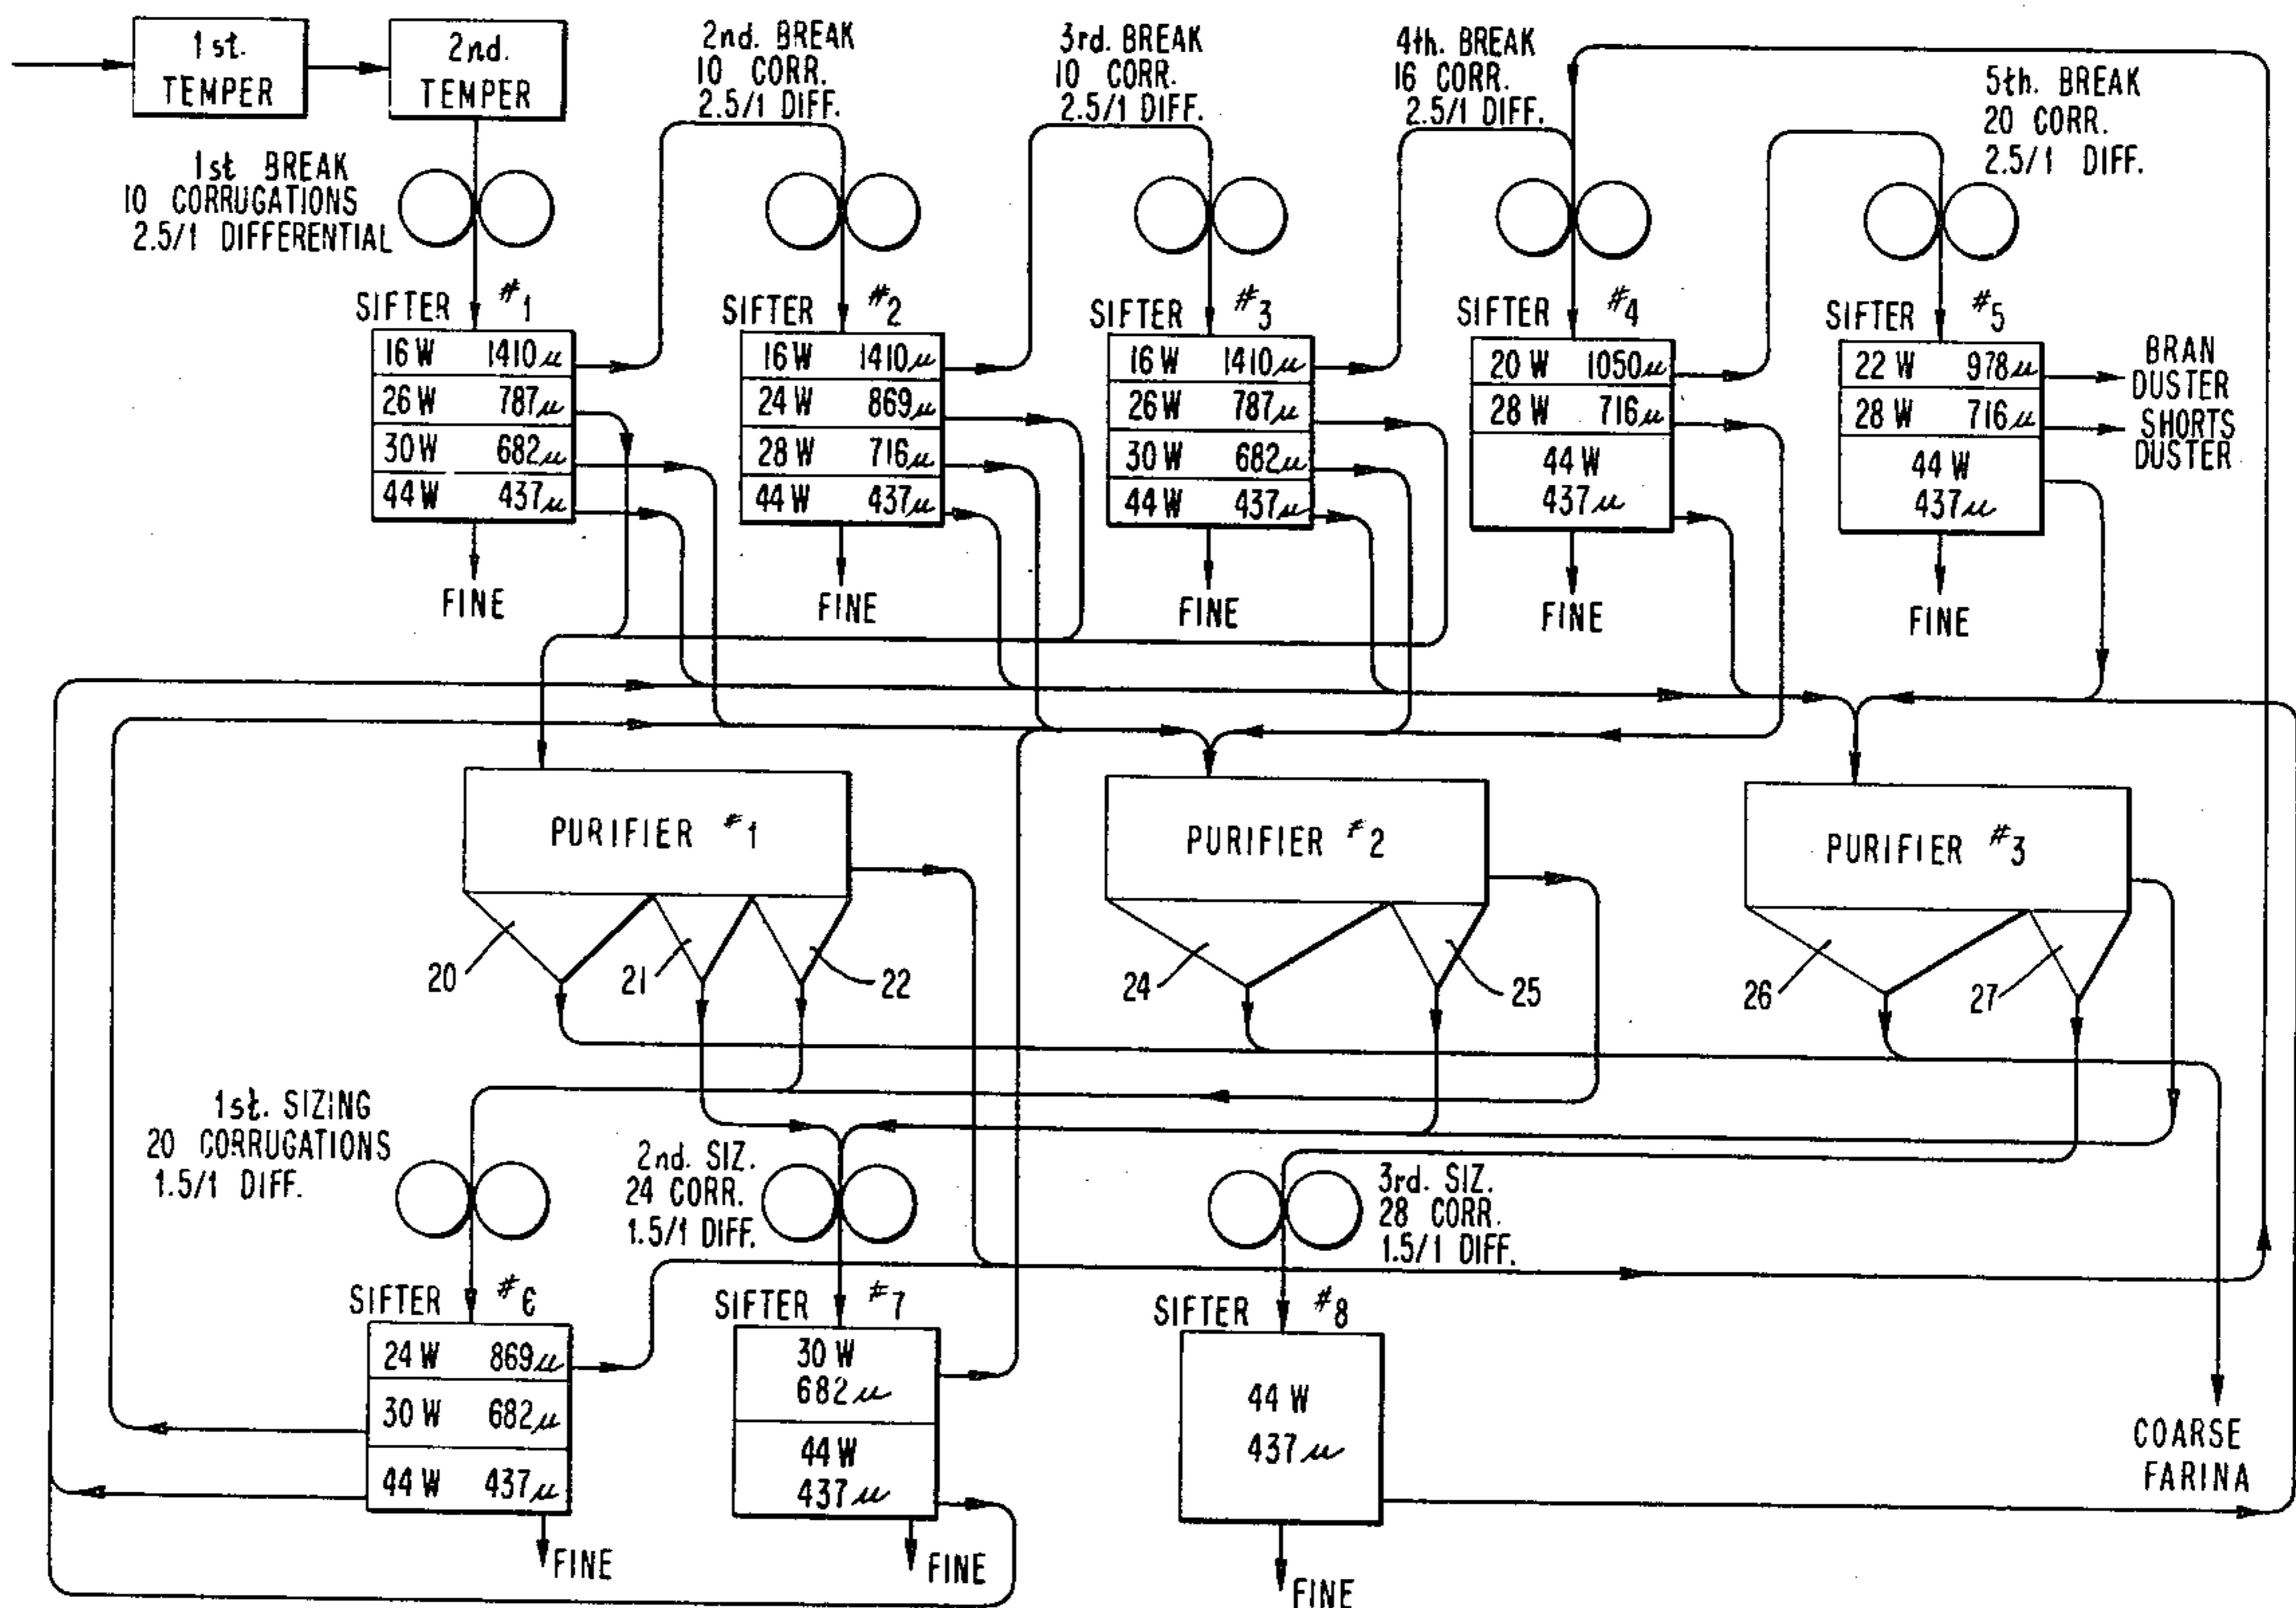 1st.
TEMPER
2nd.
TEMPER
1st BREAK
10 CORRUGATIONS
2.5/1 DIFFERENTIAL
2nd. BREAK
10 CORR.
2.5/1 DIFF.
3rd. BREAK
10 CORR.
2.5/1 DIFF.
4th. BREAK
16 CORR.
2.5/1 DIFF.
5th. BREAK
20 CORR.
2.5/1 DIFF.
SIFTER #1
16 W 1410µ
26 W 787µ
30 W 682µ
44 W 437µ
FINE
SIFTER #2
16 W 1410µ
24 W 869µ
28 W 716µ
44 W 437µ
FINE
SIFTER #3
16 W 1410µ
26 W 787µ
30 W 682µ
44 W 437µ
FINE
SIFTER #4
20 W 1050µ
28 W 716µ
44 W
437µ
FINE
SIFTER #5
22 W 978µ
28 W 716µ
44 W
437µ
FINE
BRAN
DUSTER
SHORTS
DUSTER
PURIFIER #1
20
21
22
PURIFIER #2
24
25
PURIFIER #3
26
27
1st. SIZING
20 CORRUGATIONS
1.5/1 DIFF.
2nd. SIZ.
24 CORR.
1.5/1 DIFF.
3rd. SIZ.
28 CORR.
1.5/1 DIFF.
SIFTER #6
24 W 869µ
30 W 682µ
44 W 437µ
FINE
SIFTER #7
30 W
682µ
44 W
437µ
FINE
SIFTER #8
44 W
437µ
FINE
COARSE
FARINA